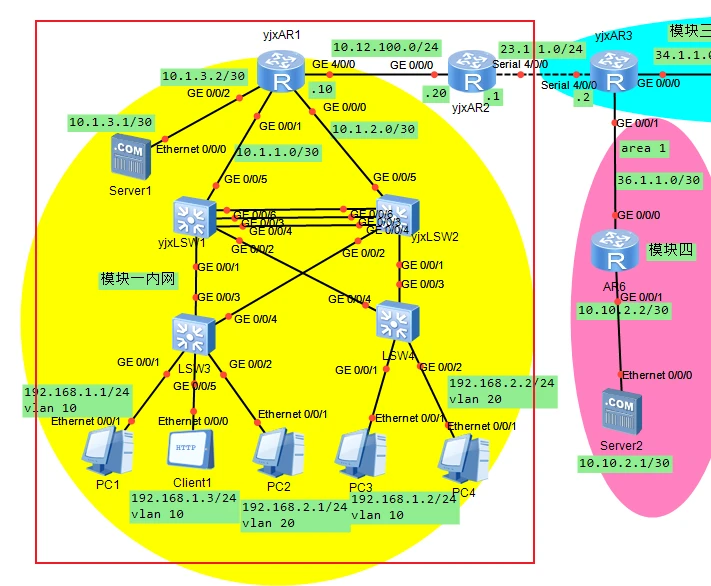 模块三
yjxAR1
yjxAR3
10.12.100.0/24
23.1.1.0/24
34.1.1.0
GE 4/0/0
GE 0/0/0
Serial 4/0/0
10.1.3.2/30
.10
.20
yjxAR2
.1
Serial 4/0/0
.2
GE 0/0/0
GE 0/0/2
GE 0/0/0
10.1.3.1/30
GE 0/0/1
10.1.2.0/30
GE 0/0/1
Ethernet 0/0/0
10.1.1.0/30
area 1
Server1
GE 0/0/5
GE 0/0/5
36.1.1.0/30
GE 0/0/6
GE 0/0/6
GE 0/0/0
GE 0/0/3
GE 0/0/3
GE 0/0/4
GE 0/0/4
yjxLSW1
yjxLSW2
GE 0/0/2
GE 0/0/2
模块四
模块一内网
GE 0/0/1
GE 0/0/1
AR6
GE 0/0/3
GE 0/0/4
GE 0/0/3
GE 0/0/1
10.10.2.2/30
GE 0/0/4
LSW3
LSW4
GE 0/0/1
GE 0/0/2
GE 0/0/1
GE 0/0/2
Ethernet 0/0/0
GE 0/0/5
192.168.1.1/24
vlan 10
192.168.2.2/24
vlan 20
Ethernet 0/0/1
Ethernet 0/0/0
Ethernet 0/0/1
Ethernet 0/0/1
Ethernet 0/0/1
Server2
10.10.2.1/30
PC1
Client1
PC2
PC3
PC4
192.168.1.3/24
vlan 10
192.168.2.1/24
vlan 20
192.168.1.2/24
vlan 10
.COM
HTTP
.COM
R
R
R
R